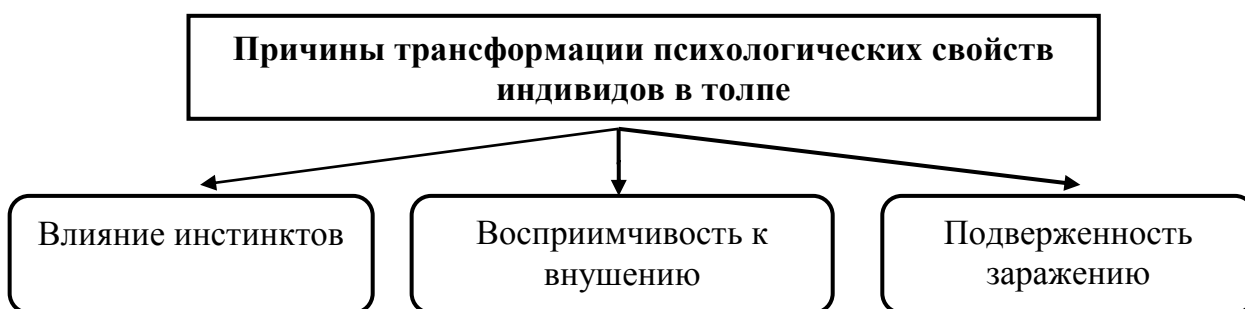 Причины трансформации психологических свойств
индивидов в толпе
Влияние инстинктов
Восприимчивость к
внушению
Подверженность
заражению